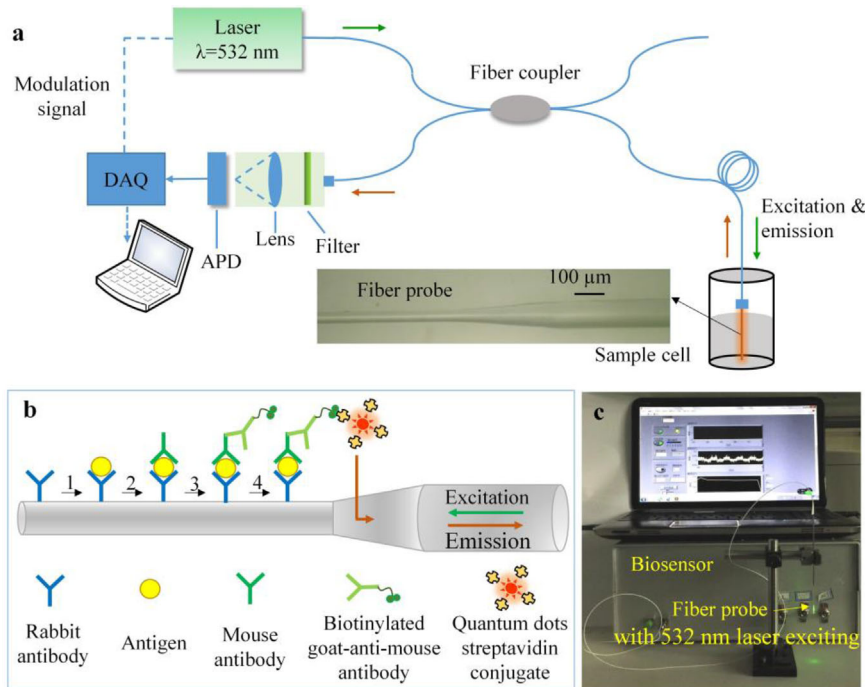 a
Laser
λ=532 nm
Modulation
signal
Fiber coupler
DAQ
APD
Lens
Filter
Excitation &
emission
Fiber probe
100 µm
Sample cell
b
1
2
3
4
Excitation
Emission
Rabbit
antibody
Antigen
Mouse
antibody
Biotinylated
goat-anti-mouse
antibody
Quantum dots
streptavidin
conjugate
c
Biosensor
Fiber probe
with 532 nm laser exciting